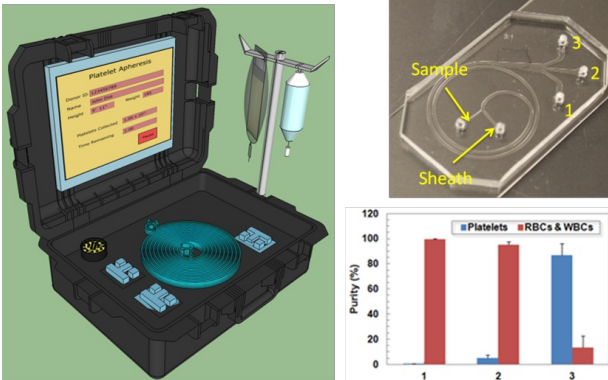 Platelet Apheresis
Donor ID
Name
Height
Weight
Platelets Collected
Time Remaining
3
Sample
2
1
Sheath
Platelets RBCs & WBCs
Purity (%)
120
100
80
60
40
20
0
1 2 3